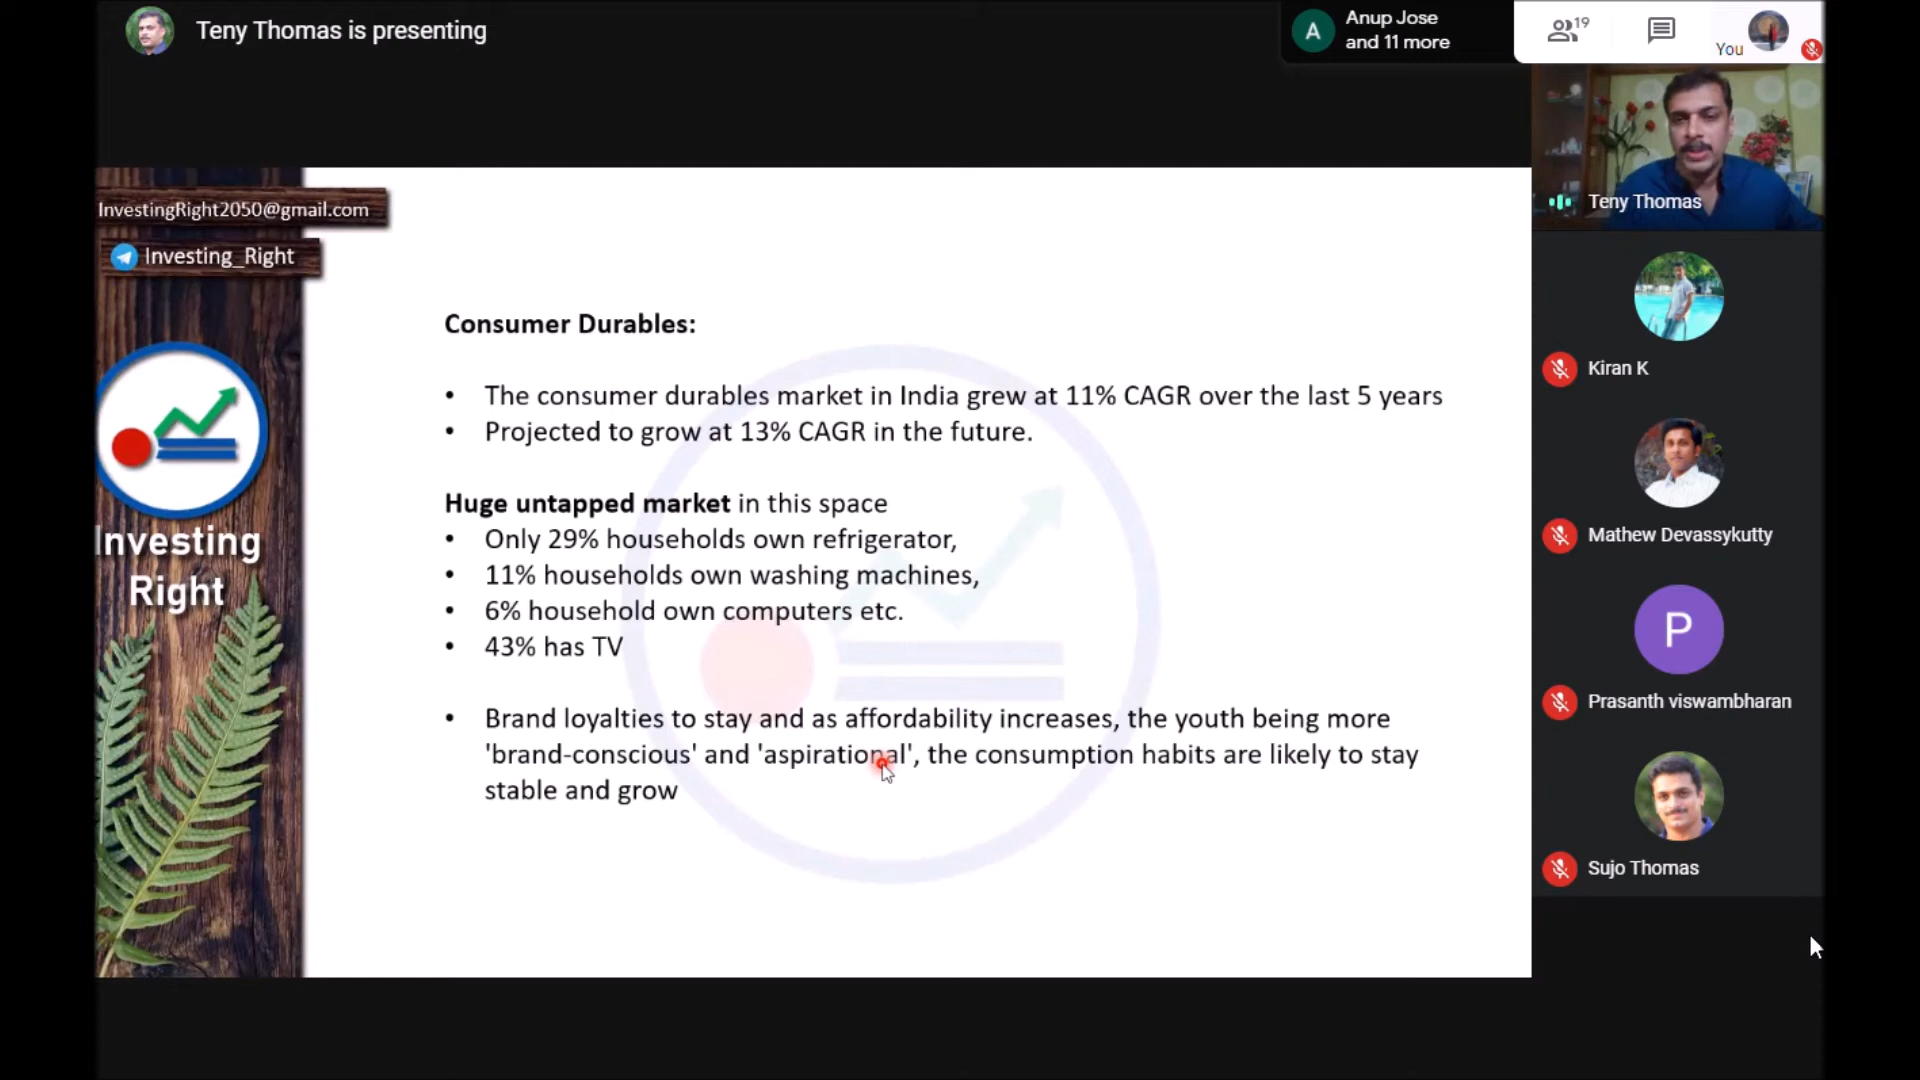 Teny Thomas is presenting
A
Anup Jose
and 11 more
19
You
InvestingRight2050@gmail.com
Investing_Right
Investing
Right
Consumer Durables:
• The consumer durables market in India grew at 11% CAGR over the last 5 years
• Projected to grow at 13% CAGR in the future.
Huge untapped market in this space
• Only 29% households own refrigerator,
• 11% households own washing machines,
• 6% household own computers etc.
• 43% has TV
• Brand loyalties to stay and as affordability increases, the youth being more
'brand-conscious' and 'aspirational', the consumption habits are likely to stay
stable and grow
Teny Thomas
Kiran K
Mathew Devassykutty
P
Prasanth viswambharan
Sujo Thomas